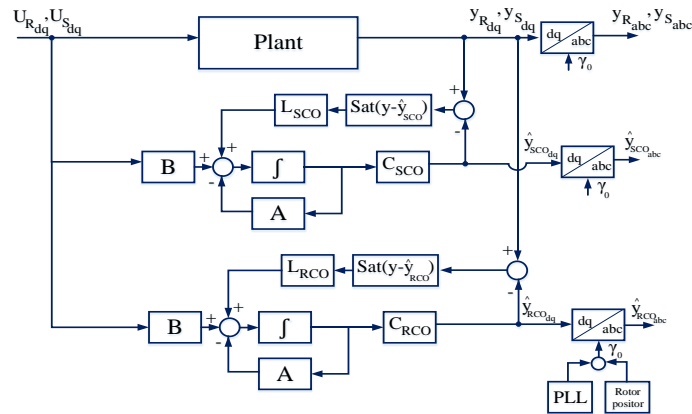 U_Rdq,U_Sdq
Plant
y_Rdq, y_Sdq
dq
abc
y_Rabc, y_Sabc
γ₀
+
-
L_SCO
Sat(y-ŷ_SCO)
B
+
+
-
∫
C_SCO
A
ŷ_SCOdq
dq
abc
ŷ_SCOabc
γ₀
+
-
L_RCO
Sat(y-ŷ_RCO)
B
+
+
-
∫
C_RCO
A
ŷ_RCOdq
dq
abc
ŷ_RCOabc
γ₀
PLL
Rotor
positor